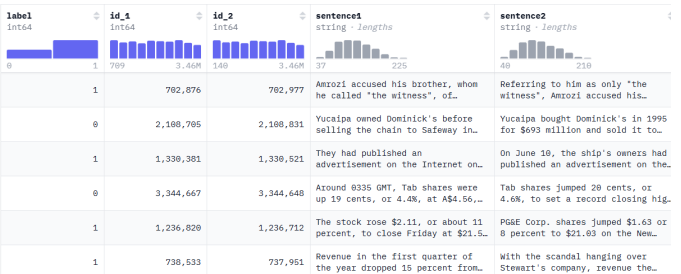 label id_1 id_2 sentence1 sentence2
int64 int64 int64 string · lengths string · lengths
0 1 709 3.46M 140 3.46M 37 225 40 210
1 702,876 702,977 Amrozi accused his brother, whom Referring to him as only "the
he called "the witness", of… witness", Amrozi accused his…
0 2,108,705 2,108,831 Yucaipa owned Dominick's before Yucaipa bought Dominick's in 1995
selling the chain to Safeway in… for $693 million and sold it to…
1 1,330,381 1,330,521 They had published an On June 10, the ship's owners had
advertisement on the Internet on… published an advertisement on the…
0 3,344,667 3,344,648 Around 0335 GMT, Tab shares were Tab shares jumped 20 cents, or
up 19 cents, or 4.4%, at A$4.56,… 4.6%, to set a record closing hig…
1 1,236,820 1,236,712 The stock rose $2.11, or about 11 PG&E Corp. shares jumped $1.63 or
percent, to close Friday at $21.5… 8 percent to $21.03 on the New…
1 738,533 737,951 Revenue in the first quarter of With the scandal hanging over
the year dropped 15 percent from… Stewart's company, revenue the…